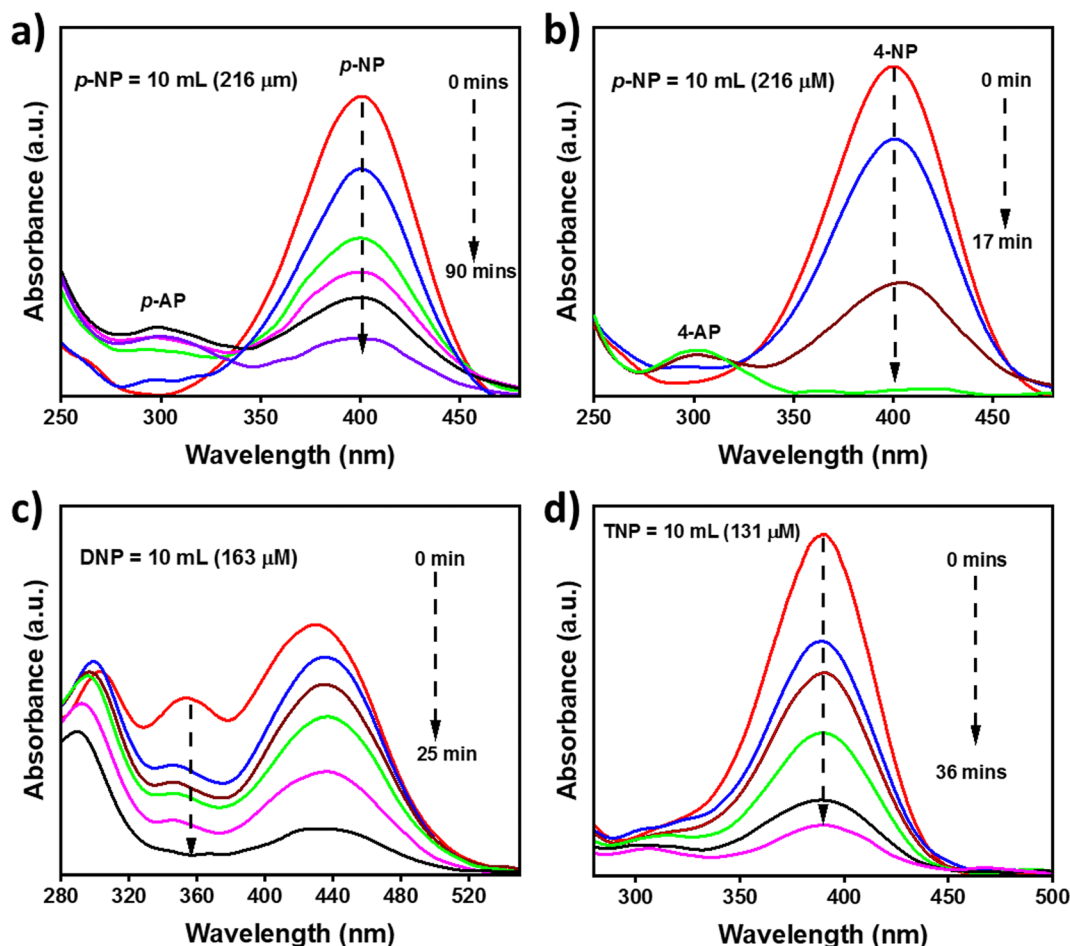 a)
p-NP = 10 mL (216 μm)
p-NP
0 mins
90 mins
p-AP
Absorbance (a.u.)
250 300 350 400 450
Wavelength (nm)
b)
p-NP = 10 mL (216 μM)
4-NP
0 min
17 min
4-AP
Absorbance (a.u.)
250 300 350 400 450
Wavelength (nm)
c)
DNP = 10 mL (163 μM)
0 min
25 min
Absorbance (a.u.)
280 320 360 400 440 480 520
Wavelength (nm)
d)
TNP = 10 mL (131 μM)
0 mins
36 mins
Absorbance (a.u.)
300 350 400 450 500
Wavelength (nm)